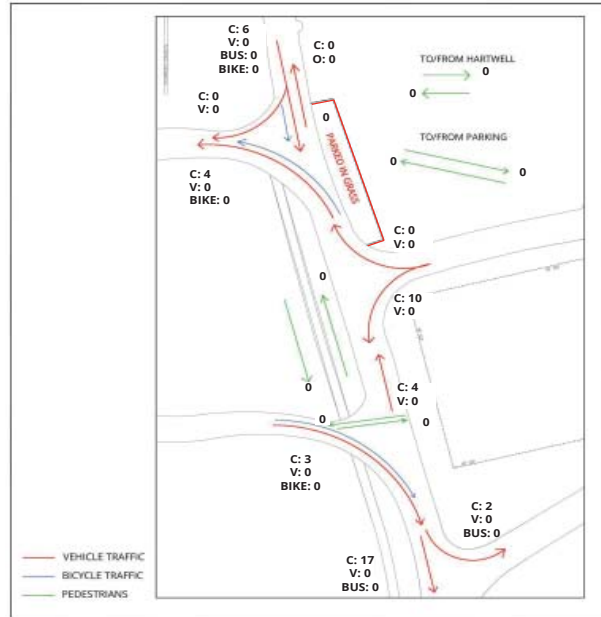 C: 6
V: 0
BUS: 0
BIKE: 0
C: 0
O: 0
TO/FROM HARTWELL
0
0
C: 0
V: 0
0
PARKED IN GRASS
TO/FROM PARKING
0
0
C: 4
V: 0
BIKE: 0
C: 0
V: 0
0
C: 10
V: 0
0
C: 4
V: 0
0
0
C: 3
V: 0
BIKE: 0
C: 2
V: 0
BUS: 0
C: 17
V: 0
BUS: 0
VEHICLE TRAFFIC
BICYCLE TRAFFIC
PEDESTRIANS